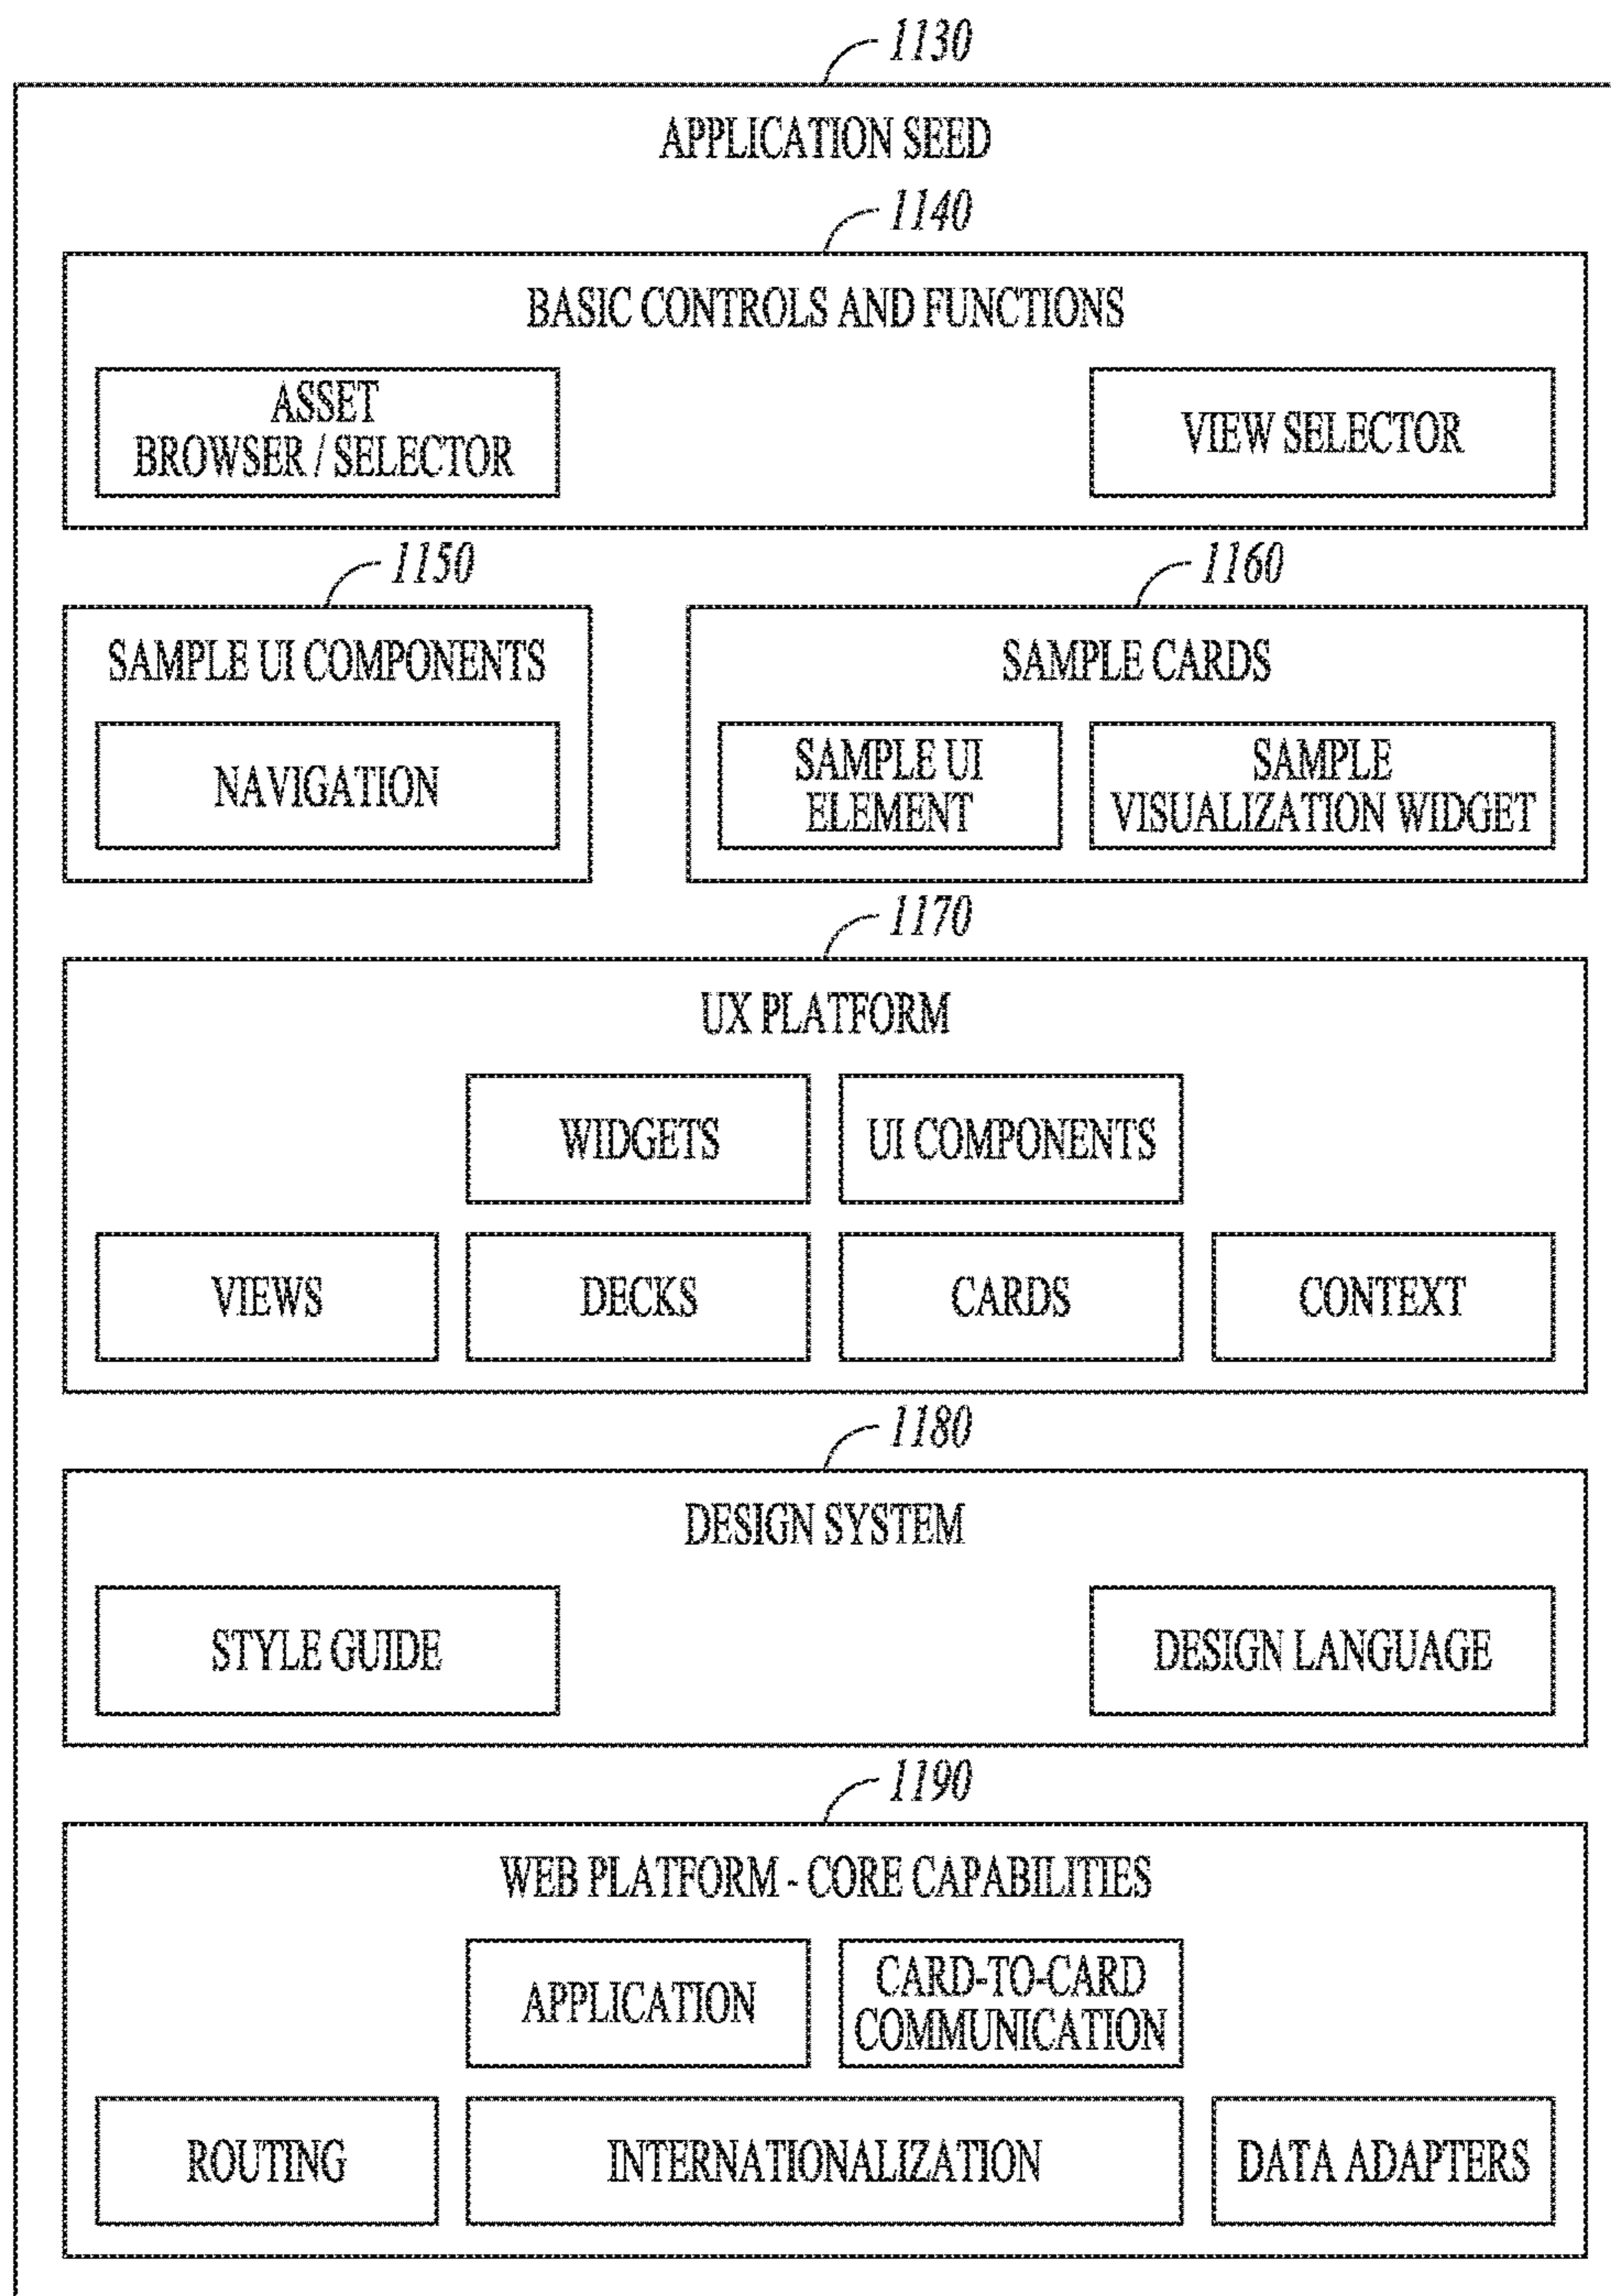 1130
APPLICATION SEED
1140
BASIC CONTROLS AND FUNCTIONS
ASSET
BROWSER / SELECTOR
VIEW SELECTOR
1150
SAMPLE UI COMPONENTS
NAVIGATION
1160
SAMPLE CARDS
SAMPLE UI
ELEMENT
SAMPLE
VISUALIZATION WIDGET
1170
UX PLATFORM
WIDGETS
UI COMPONENTS
VIEWS
DECKS
CARDS
CONTEXT
1180
DESIGN SYSTEM
STYLE GUIDE
DESIGN LANGUAGE
1190
WEB PLATFORM - CORE CAPABILITIES
APPLICATION
CARD-TO-CARD
COMMUNICATION
ROUTING
INTERNATIONALIZATION
DATA ADAPTERS